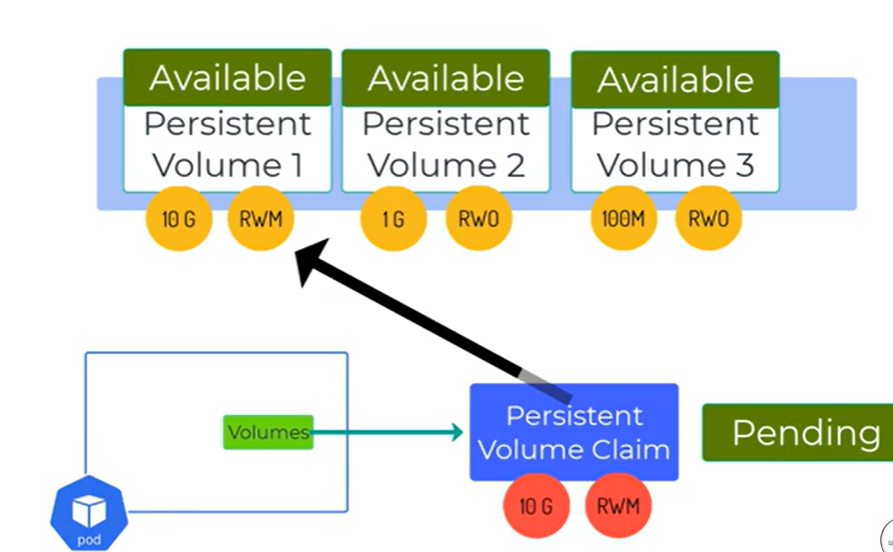 Available
Available
Available
Persistent
Volume 1
Persistent
Volume 2
Persistent
Volume 3
10 G
RWM
1 G
RWO
100M
RWO
Volumes
Persistent
Volume Claim
Pending
10 G
RWM
pod